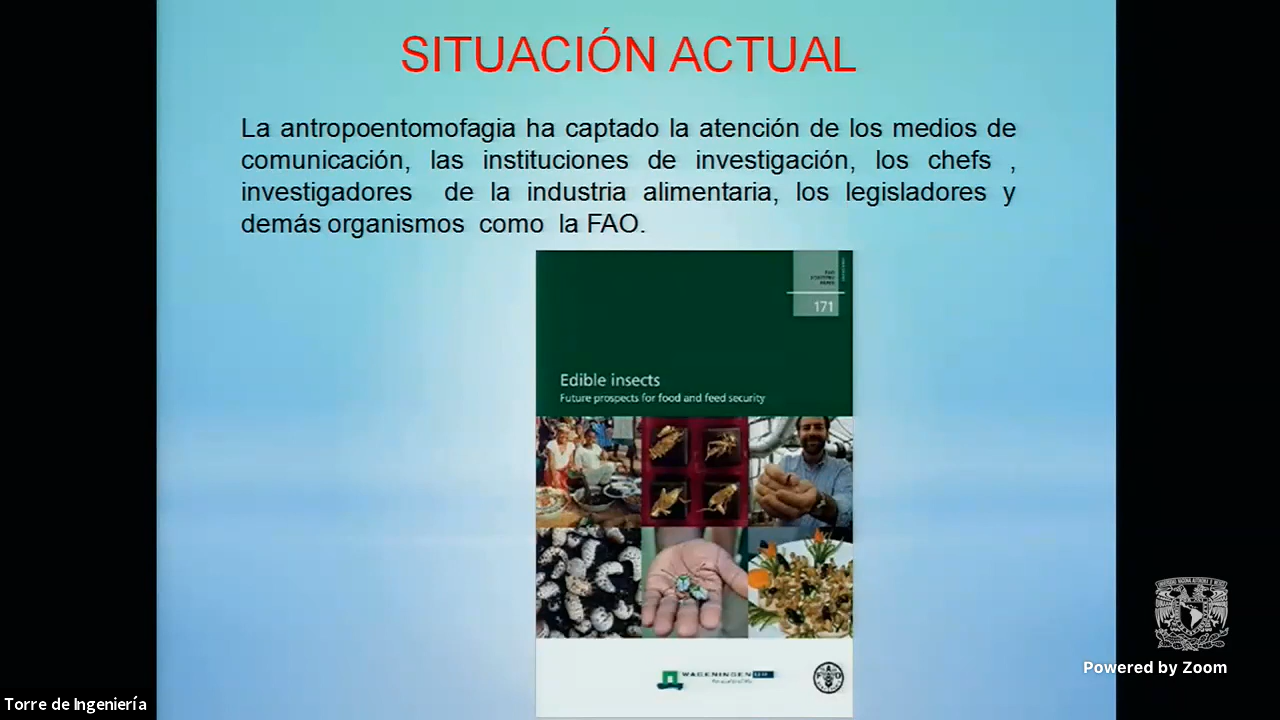 SITUACIÓN ACTUAL
La antropoentomofagia ha captado la atención de los medios de
comunicación, las instituciones de investigación, los chefs ,
investigadores de la industria alimentaria, los legisladores y
demás organismos como la FAO.
171
Edible insects
Future prospects for food and feed security
WAGENINGEN
Powered by Zoom
Torre de Ingeniería